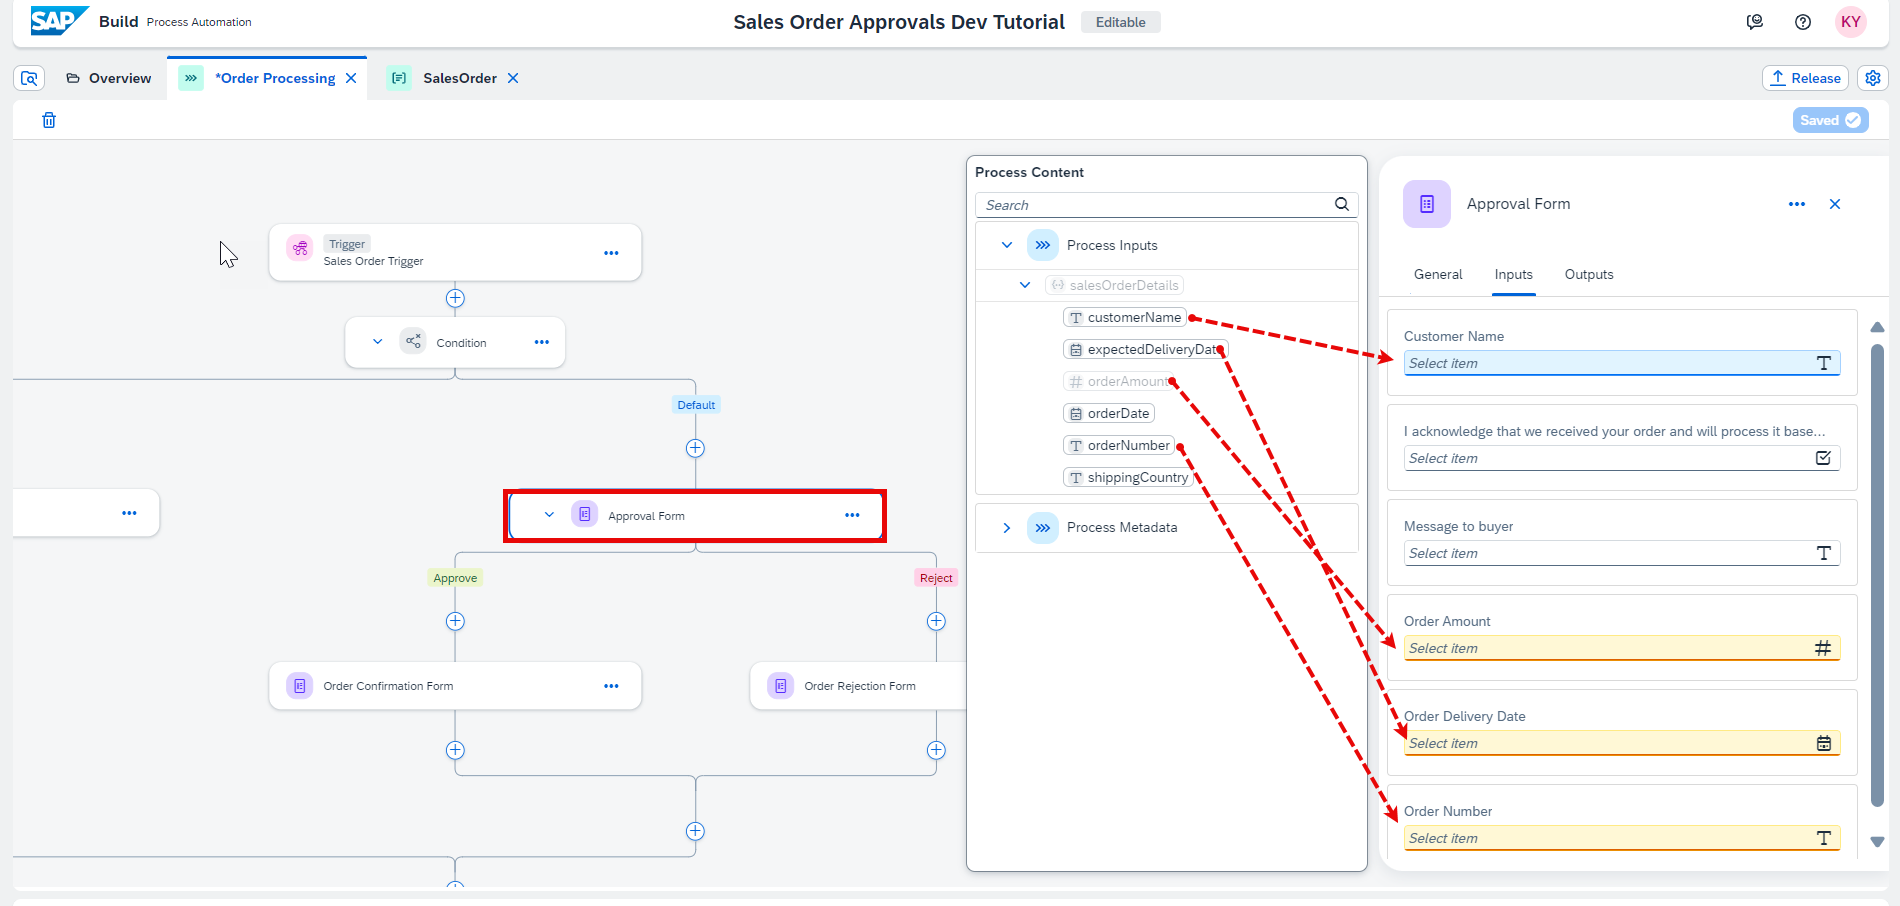 SAP Build Process Automation
Sales Order Approvals Dev Tutorial Editable
KY
Overview
*Order Processing
SalesOrder
Release
Saved
Trigger
Sales Order Trigger
Condition
Default
Approval Form
Approve
Reject
Order Confirmation Form
Order Rejection Form
Process Content
Search
Process Inputs
salesOrderDetails
customerName
expectedDeliveryDate
orderAmount
orderDate
orderNumber
shippingCountry
Process Metadata
Approval Form
General Inputs Outputs
Customer Name
Select item
I acknowledge that we received your order and will process it base...
Select item
Message to buyer
Select item
Order Amount
Select item
Order Delivery Date
Select item
Order Number
Select item